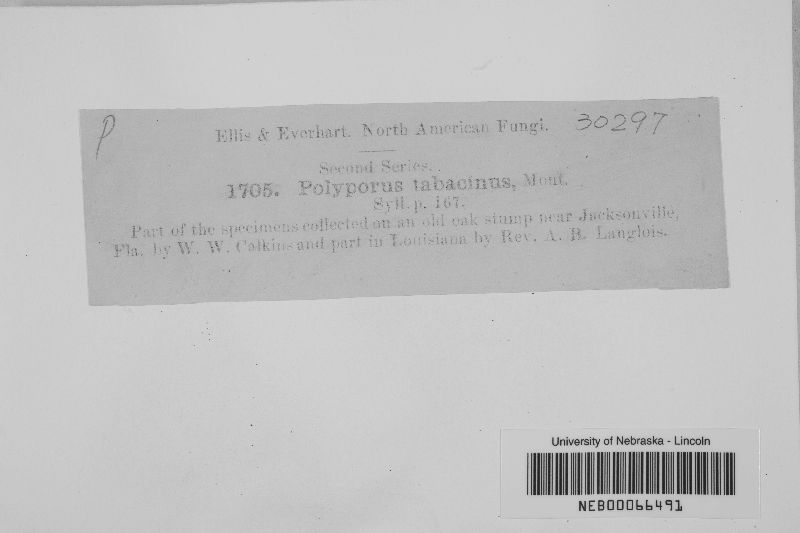 P
Ellis & Everhart. North American Fungi. 30297
Second Series.
1705. Polyporus tabacinus, Mont.
Syll. p. 167.
Part of the specimens collected on an old oak stump near Jacksonville,
Fla. by W. W. Calkins and part in Louisiana by Rev. A. B. Langlois.
University of Nebraska - Lincoln
NEB00066491